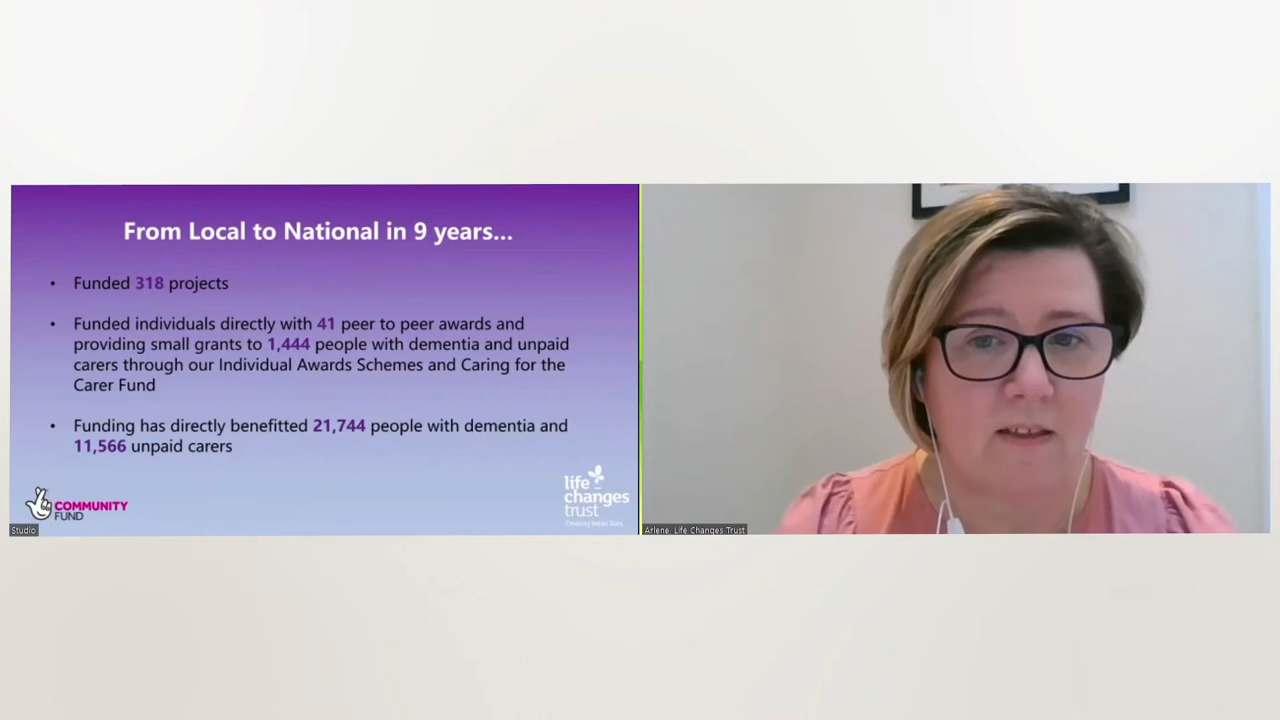 From Local to National in 9 years...
• Funded 318 projects
• Funded individuals directly with 41 peer to peer awards and
providing small grants to 1,444 people with dementia and unpaid
carers through our Individual Awards Schemes and Caring for the
Carer Fund
• Funding has directly benefitted 21,744 people with dementia and
11,566 unpaid carers
COMMUNITY
FUND
life
changes
trust
Creating better lives
Studio
Arlene, Life Changes Trust